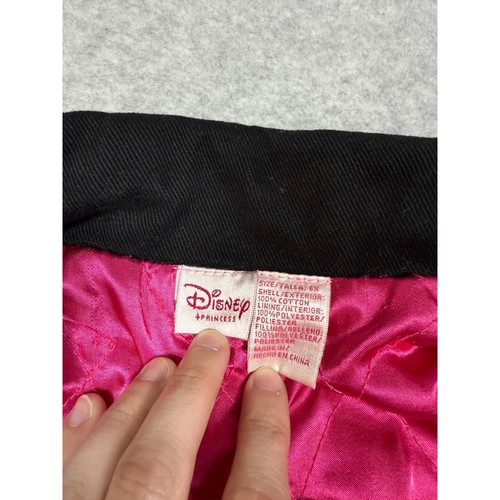 Disney
PRINCESS
SIZE/TALLA: 6X
SHELL/EXTERIOR:
100% COTTON
LINING/INTERIOR:
100%POLYESTER/
POLIESTER
FILLING/RELLENO:
100%POLYESTER/
POLIESTER
MADE IN/
HECHO EN CHINA